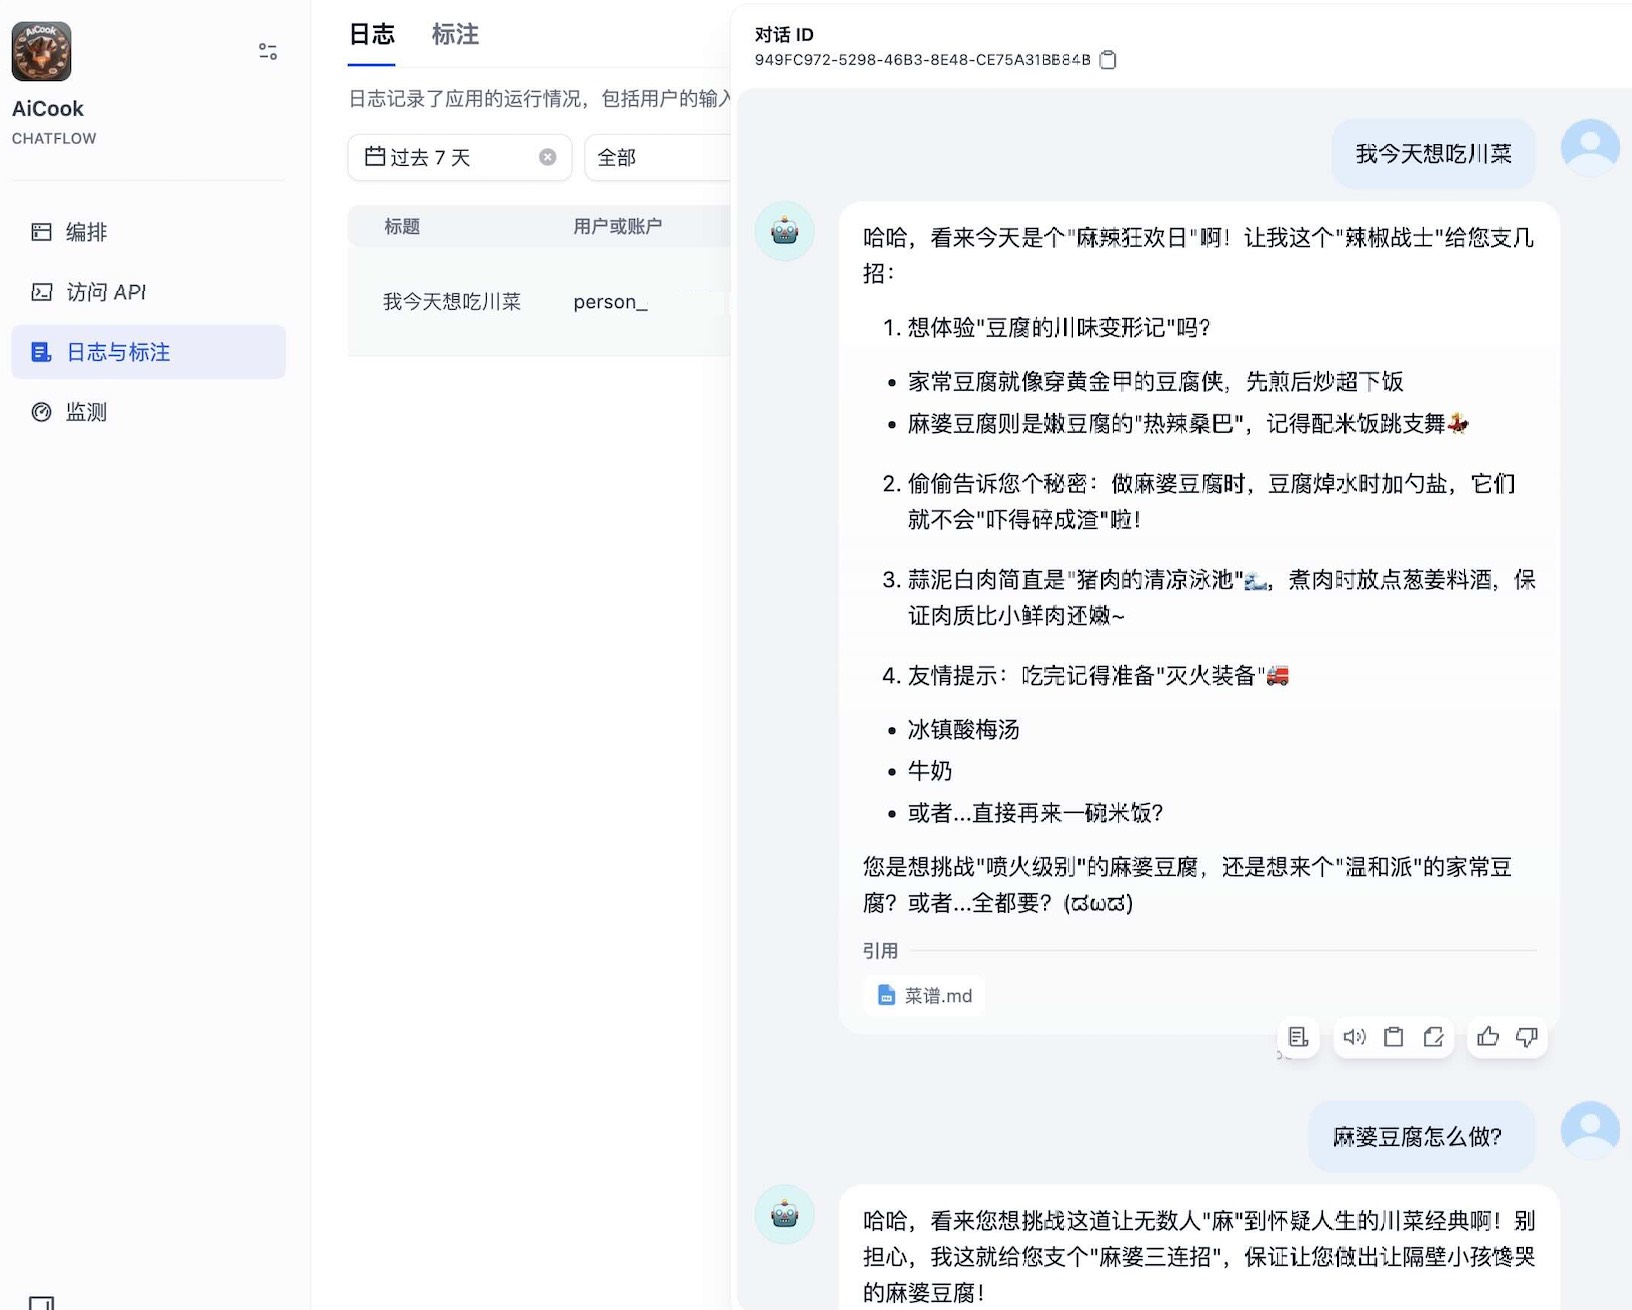 AiCook
AiCook
CHATFLOW
编排
访问 API
日志与标注
监测
日志
标注
日志记录了应用的运行情况，包括用户的输入
过去 7 天
全部
标题
用户或账户
我今天想吃川菜
person_
对话 ID
949FC972-5298-46B3-8E48-CE75A31BB84B
我今天想吃川菜
哈哈，看来今天是个"麻辣狂欢日"啊！让我这个"辣椒战士"给您支几
招：
1. 想体验"豆腐的川味变形记"吗？
• 家常豆腐就像穿黄金甲的豆腐侠，先煎后炒超下饭
• 麻婆豆腐则是嫩豆腐的"热辣桑巴"，记得配米饭跳支舞💃
2. 偷偷告诉您个秘密：做麻婆豆腐时，豆腐焯水时加勺盐，它们
就不会"吓得碎成渣"啦！
3. 蒜泥白肉简直是"猪肉的清凉泳池"🌊，煮肉时放点葱姜料酒，保
证肉质比小鲜肉还嫩~
4. 友情提示：吃完记得准备"灭火装备"🚒
• 冰镇酸梅汤
• 牛奶
• 或者...直接再来一碗米饭？
您是想挑战"喷火级别"的麻婆豆腐，还是想来个"温和派"的家常豆
腐？或者...全都要？(ಡωಡ)
引用
菜谱.md
麻婆豆腐怎么做？
哈哈，看来您想挑战这道让无数人"麻"到怀疑人生的川菜经典啊！别
担心，我这就给您支个"麻婆三连招"，保证让您做出让隔壁小孩馋哭
的麻婆豆腐！